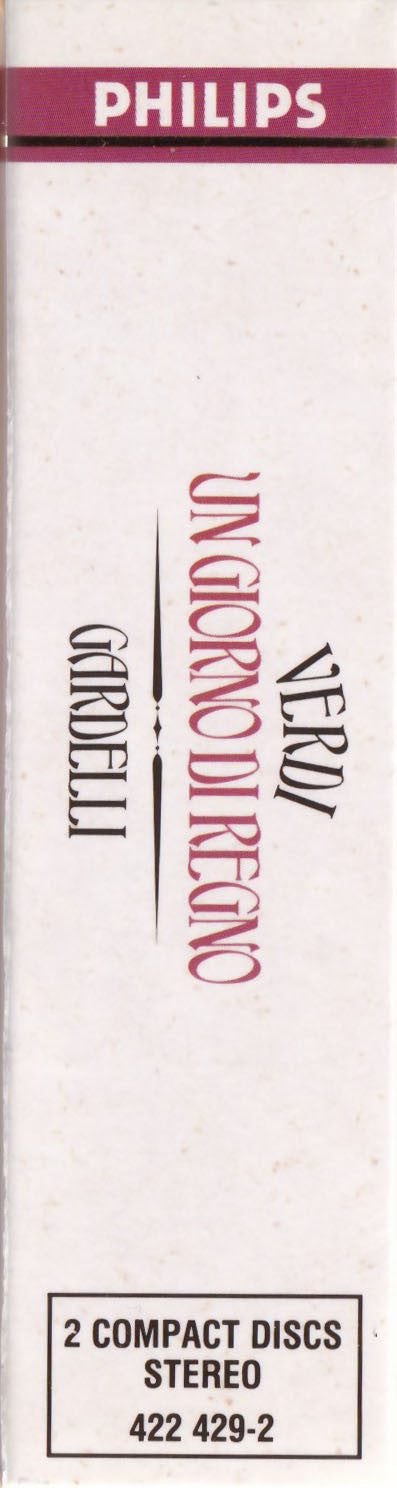 PHILIPS
VERDI
UN GIORNO DI REGNO
GARDELLI
2 COMPACT DISCS
STEREO
422 429-2